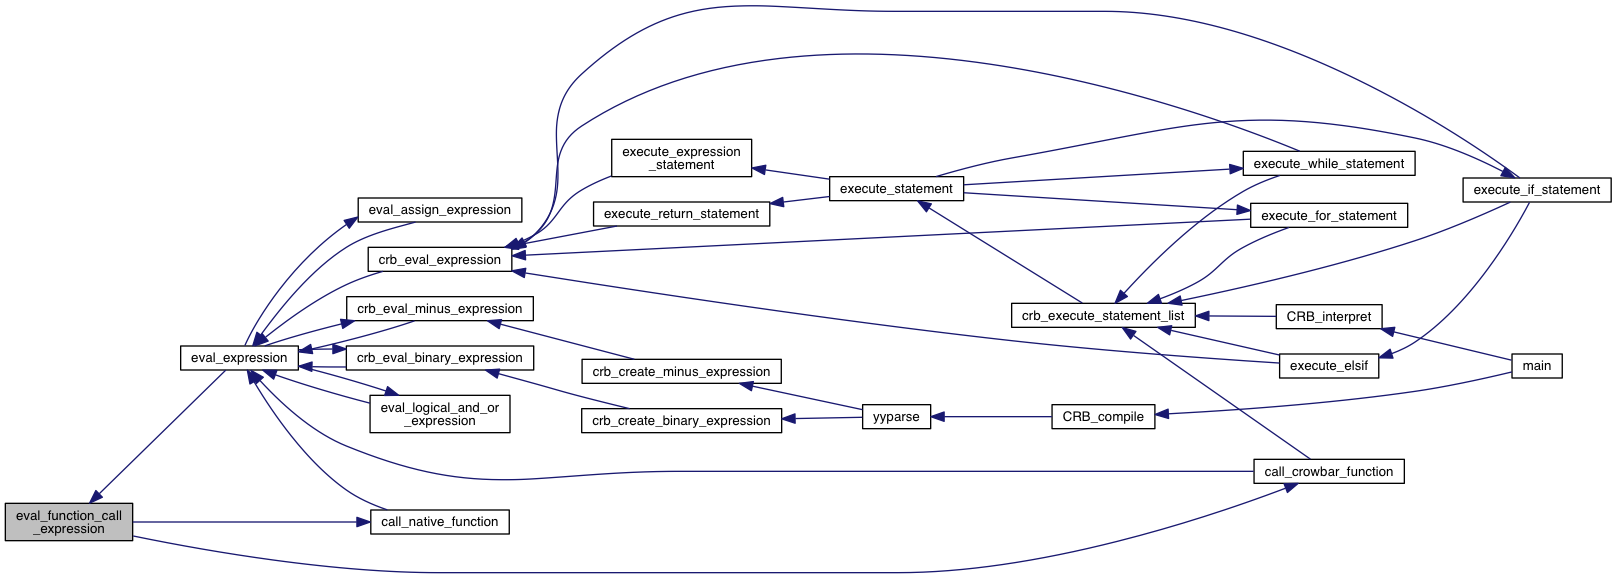 execute_expression
_statement
execute_while_statement
execute_statement
execute_if_statement
eval_assign_expression
execute_return_statement
execute_for_statement
crb_eval_expression
crb_eval_minus_expression
crb_execute_statement_list
CRB_interpret
eval_expression
crb_eval_binary_expression
crb_create_minus_expression
execute_elsif
main
eval_logical_and_or
_expression
crb_create_binary_expression
yyparse
CRB_compile
call_crowbar_function
eval_function_call
_expression
call_native_function